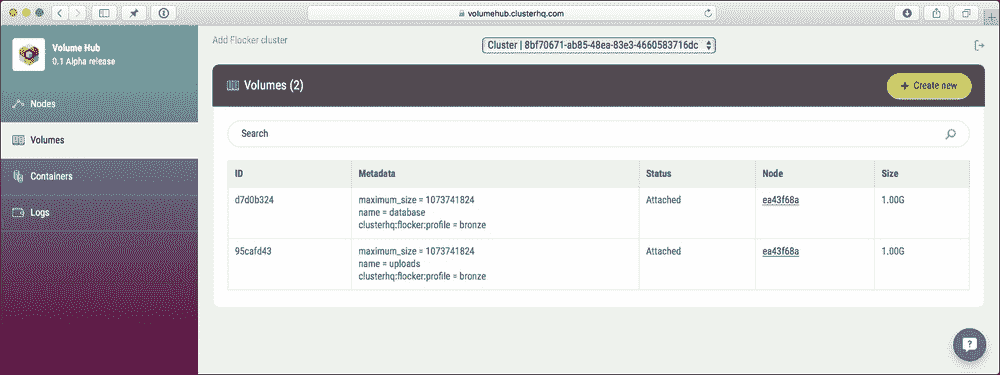 volumehub.clusterhq.com
Volume Hub
0.1 Alpha release
Add Flocker cluster
Cluster | 8bf70671-ab85-48ea-83e3-4660583716dc
Nodes
Volumes
Containers
Logs
Volumes (2)
+ Create new
Search
ID Metadata Status Node Size
d7d0b324 maximum_size = 1073741824 Attached ea43f68a 1.00G
name = database
clusterhq:flocker:profile = bronze
95cafd43 maximum_size = 1073741824 Attached ea43f68a 1.00G
name = uploads
clusterhq:flocker:profile = bronze